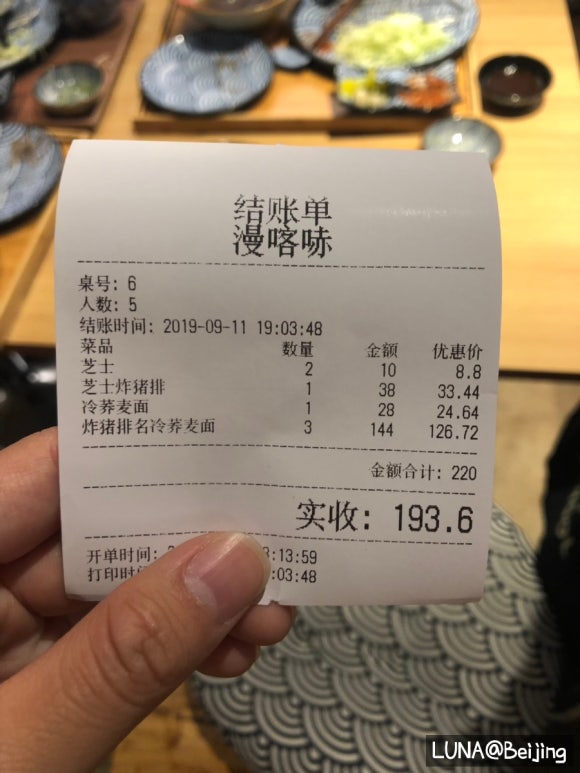 结账单
漫喀哧
桌号: 6
人数: 5
结账时间: 2019-09-11 19:03:48
菜品 数量 金额 优惠价
芝士 2 10 8.8
芝士炸猪排 1 38 33.44
冷荞麦面 1 28 24.64
炸猪排名冷荞麦面 3 144 126.72
金额合计: 220
实收: 193.6
开单时间: :13:59
打印时 :03:48
LUNA@Beijing